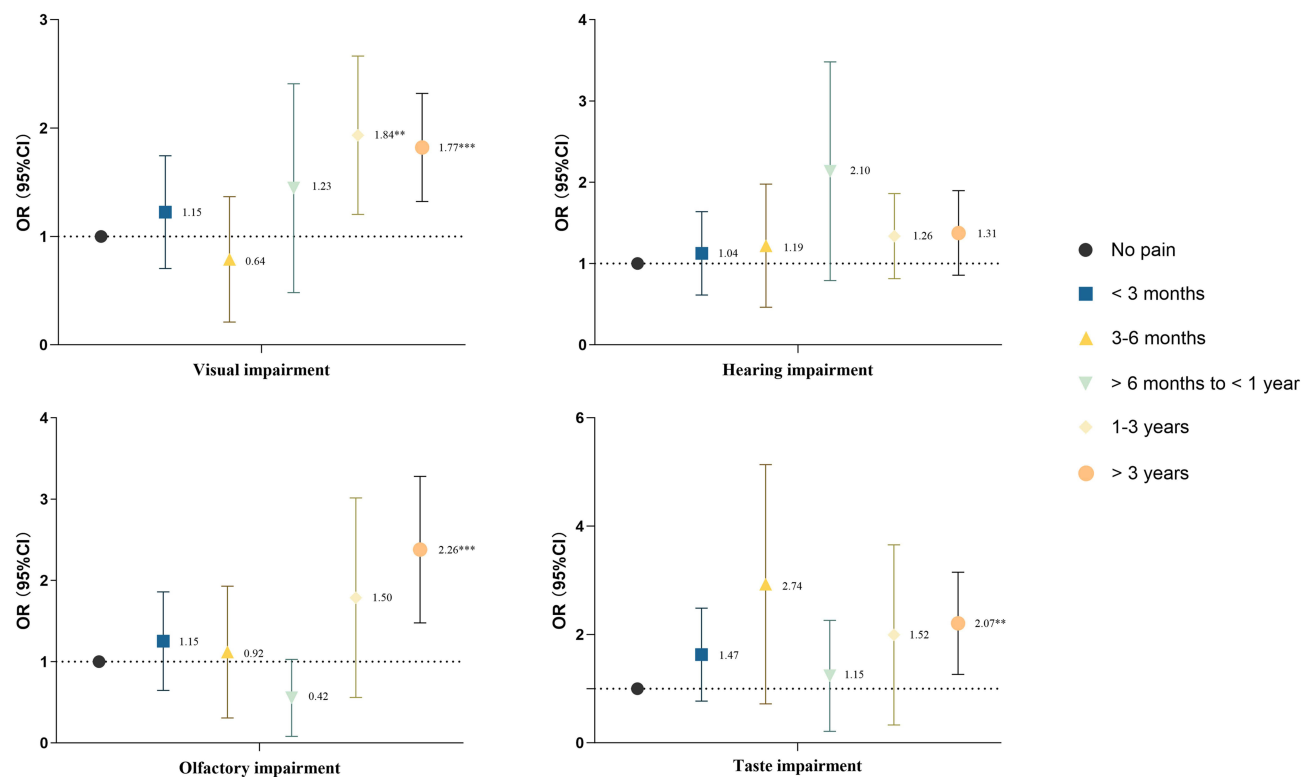 3
2
1
0
OR（95%CI）
1.15
0.64
1.23
1.84**
1.77***
Visual impairment
4
3
2
1
0
OR（95%CI）
1.04
1.19
2.10
1.26
1.31
Hearing impairment
No pain
< 3 months
3-6 months
> 6 months to < 1 year
1-3 years
> 3 years
4
3
2
1
0
OR（95%CI）
1.15
0.92
0.42
1.50
2.26***
Olfactory impairment
6
4
2
0
OR（95%CI）
1.47
2.74
1.15
1.52
2.07**
Taste impairment